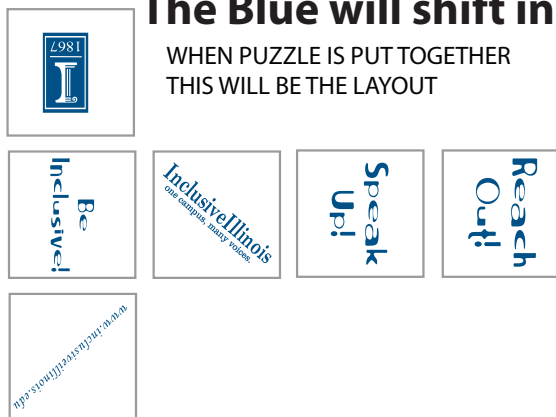 The Blue will shift in
WHEN PUZZLE IS PUT TOGETHER
THIS WILL BE THE LAYOUT
1867
I
Be
Inclusive!
InclusiveIllinois
one campus, many voices.
Speak
Up!
Reach
Out!
www.inclusiveillinois.edu